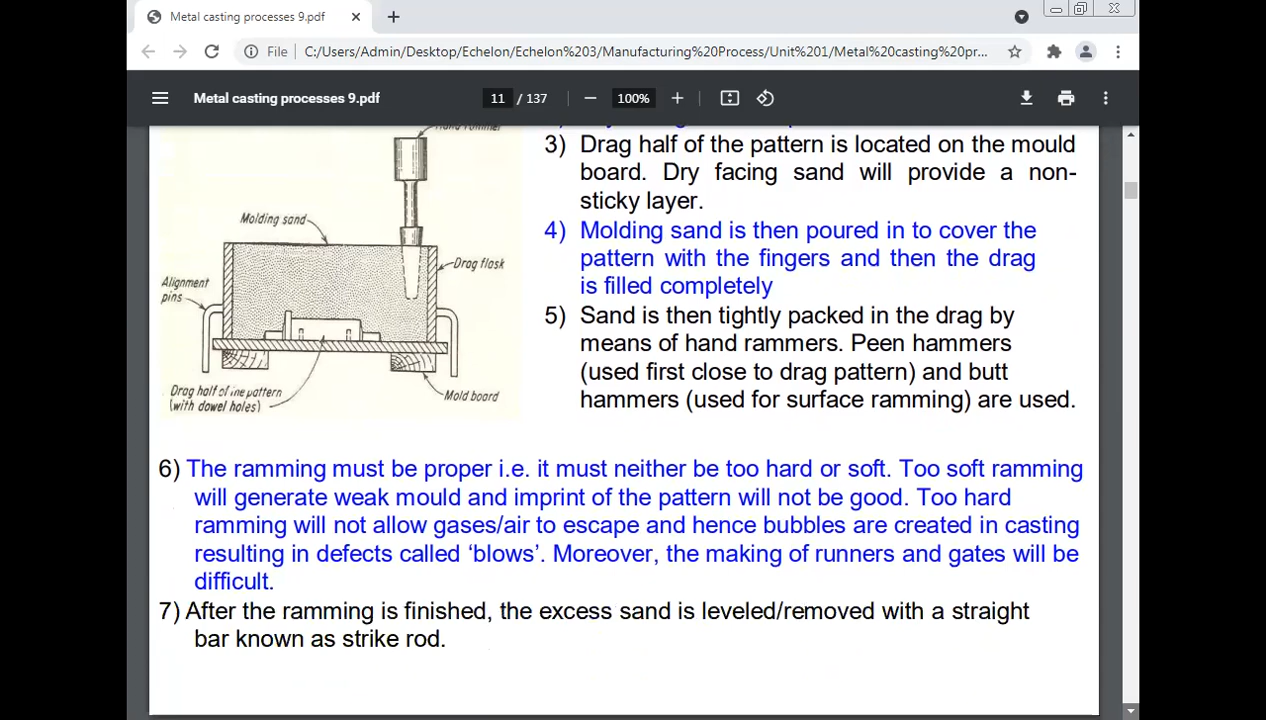 Metal casting processes 9.pdf
File C:/Users/Admin/Desktop/Echelon/Echelon%203/Manufacturing%20Process/Unit%201/Metal%20casting%20pr...
Metal casting processes 9.pdf 11 / 137 100%
Molding sand
Drag flask
Alignment
pins
Drag half of the pattern
(with dowel holes)
Mold board
3) Drag half of the pattern is located on the mould
board. Dry facing sand will provide a non-
sticky layer.
4) Molding sand is then poured in to cover the
pattern with the fingers and then the drag
is filled completely
5) Sand is then tightly packed in the drag by
means of hand rammers. Peen hammers
(used first close to drag pattern) and butt
hammers (used for surface ramming) are used.
6) The ramming must be proper i.e. it must neither be too hard or soft. Too soft ramming
will generate weak mould and imprint of the pattern will not be good. Too hard
ramming will not allow gases/air to escape and hence bubbles are created in casting
resulting in defects called ‘blows’. Moreover, the making of runners and gates will be
difficult.
7) After the ramming is finished, the excess sand is leveled/removed with a straight
bar known as strike rod.